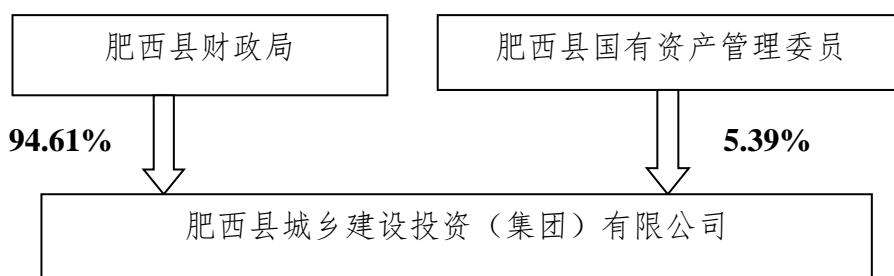 肥西县财政局
肥西县国有资产管理委员
94.61%
5.39%
肥西县城乡建设投资（集团）有限公司